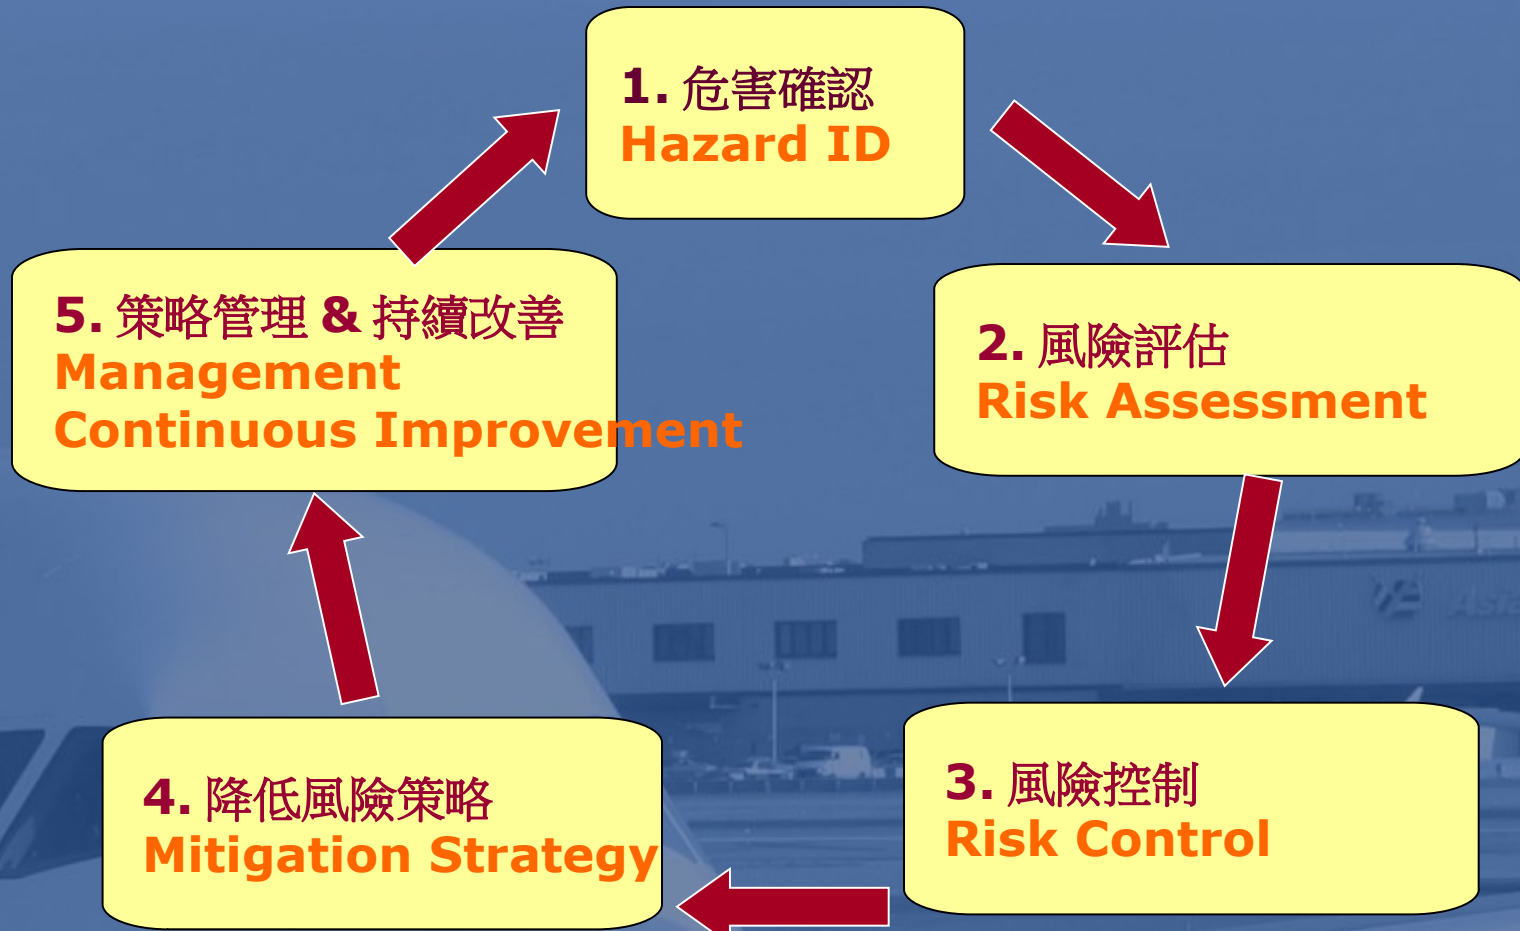 1. 危害確認
Hazard ID
2. 風險評估
Risk Assessment
3. 風險控制
Risk Control
4. 降低風險策略
Mitigation Strategy
5. 策略管理 & 持續改善
Management
Continuous Improvement
Asia